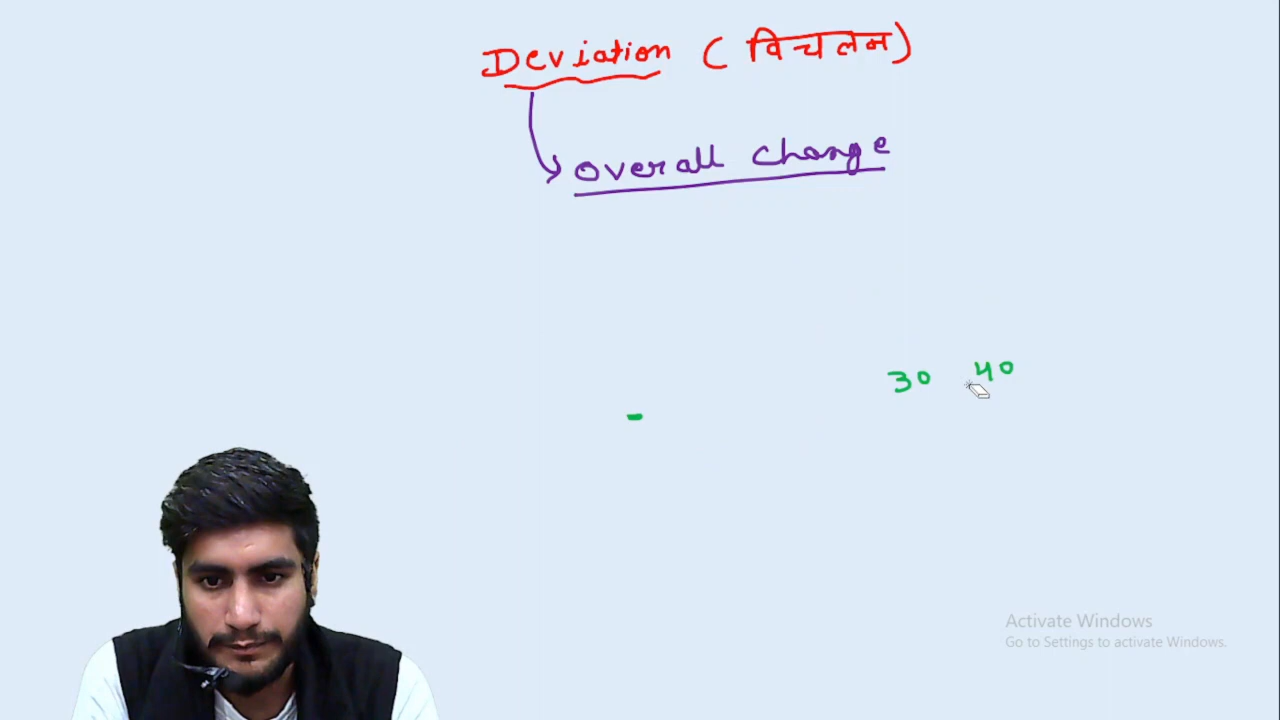 Deviation (विचलन)
overall change
30 40
-
Activate Windows
Go to Settings to activate Windows.